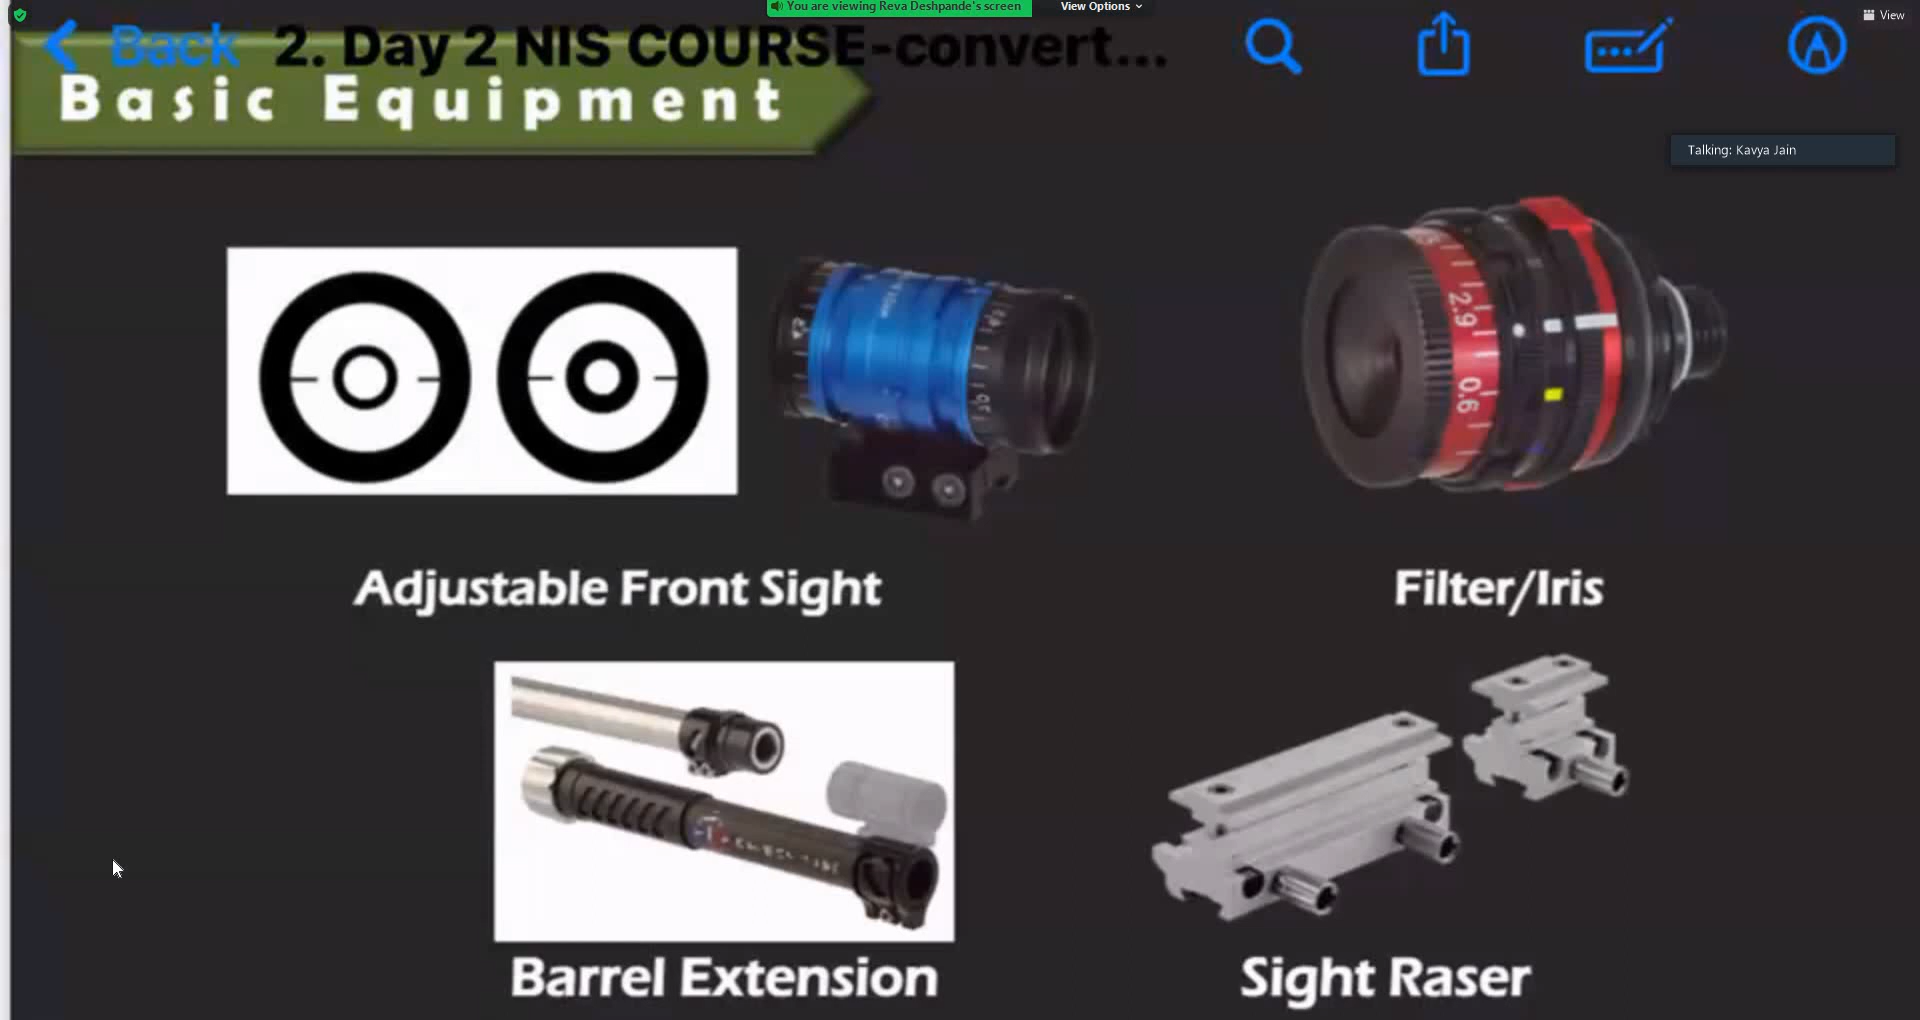 You are viewing Reva Deshpande's screen
View Options
View
Back
2. Day 2 NIS COURSE-convert...
Basic Equipment
Talking: Kavya Jain
2.9
0.6
Adjustable Front Sight
Filter/Iris
Barrel Extension
Sight Raser